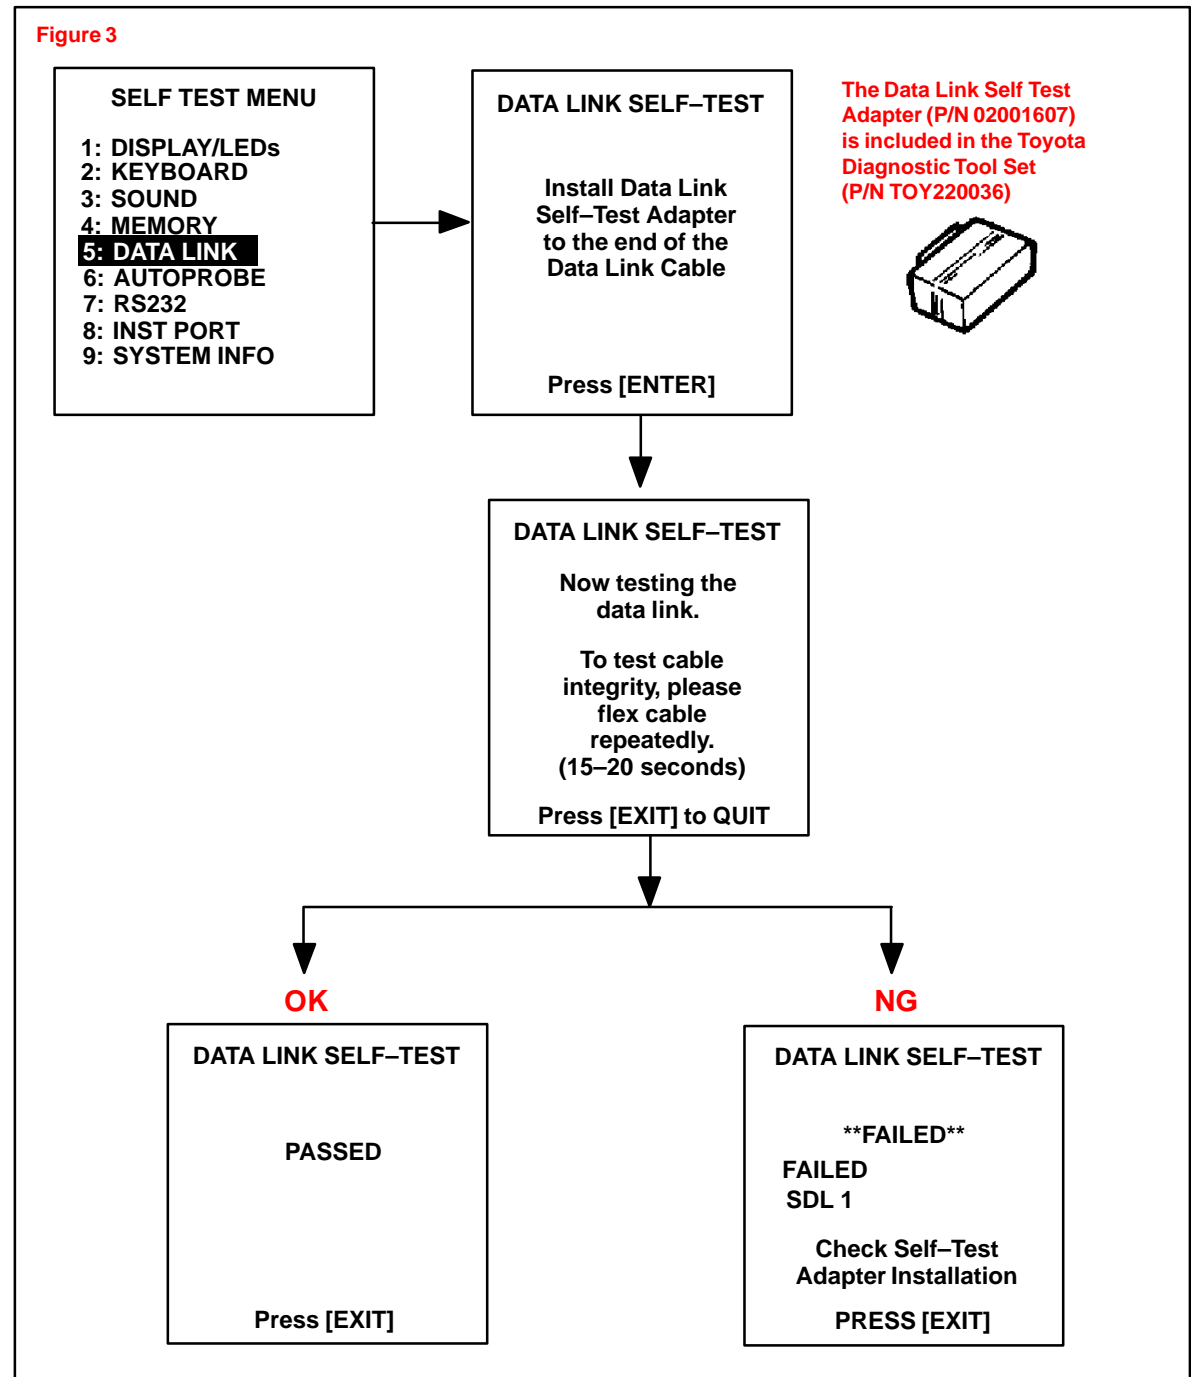 Figure 3
SELF TEST MENU
1: DISPLAY/LEDs
2: KEYBOARD
3: SOUND
4: MEMORY
5: DATA LINK
6: AUTOPROBE
7: RS232
8: INST PORT
9: SYSTEM INFO
DATA LINK SELF–TEST
Install Data Link
Self–Test Adapter
to the end of the
Data Link Cable
Press [ENTER]
The Data Link Self Test
Adapter (P/N 02001607)
is included in the Toyota
Diagnostic Tool Set
(P/N TOY220036)
DATA LINK SELF–TEST
Now testing the
data link.
To test cable
integrity, please
flex cable
repeatedly.
(15–20 seconds)
Press [EXIT] to QUIT
OK
DATA LINK SELF–TEST
PASSED
Press [EXIT]
NG
DATA LINK SELF–TEST
**FAILED**
FAILED
SDL 1
Check Self–Test
Adapter Installation
PRESS [EXIT]